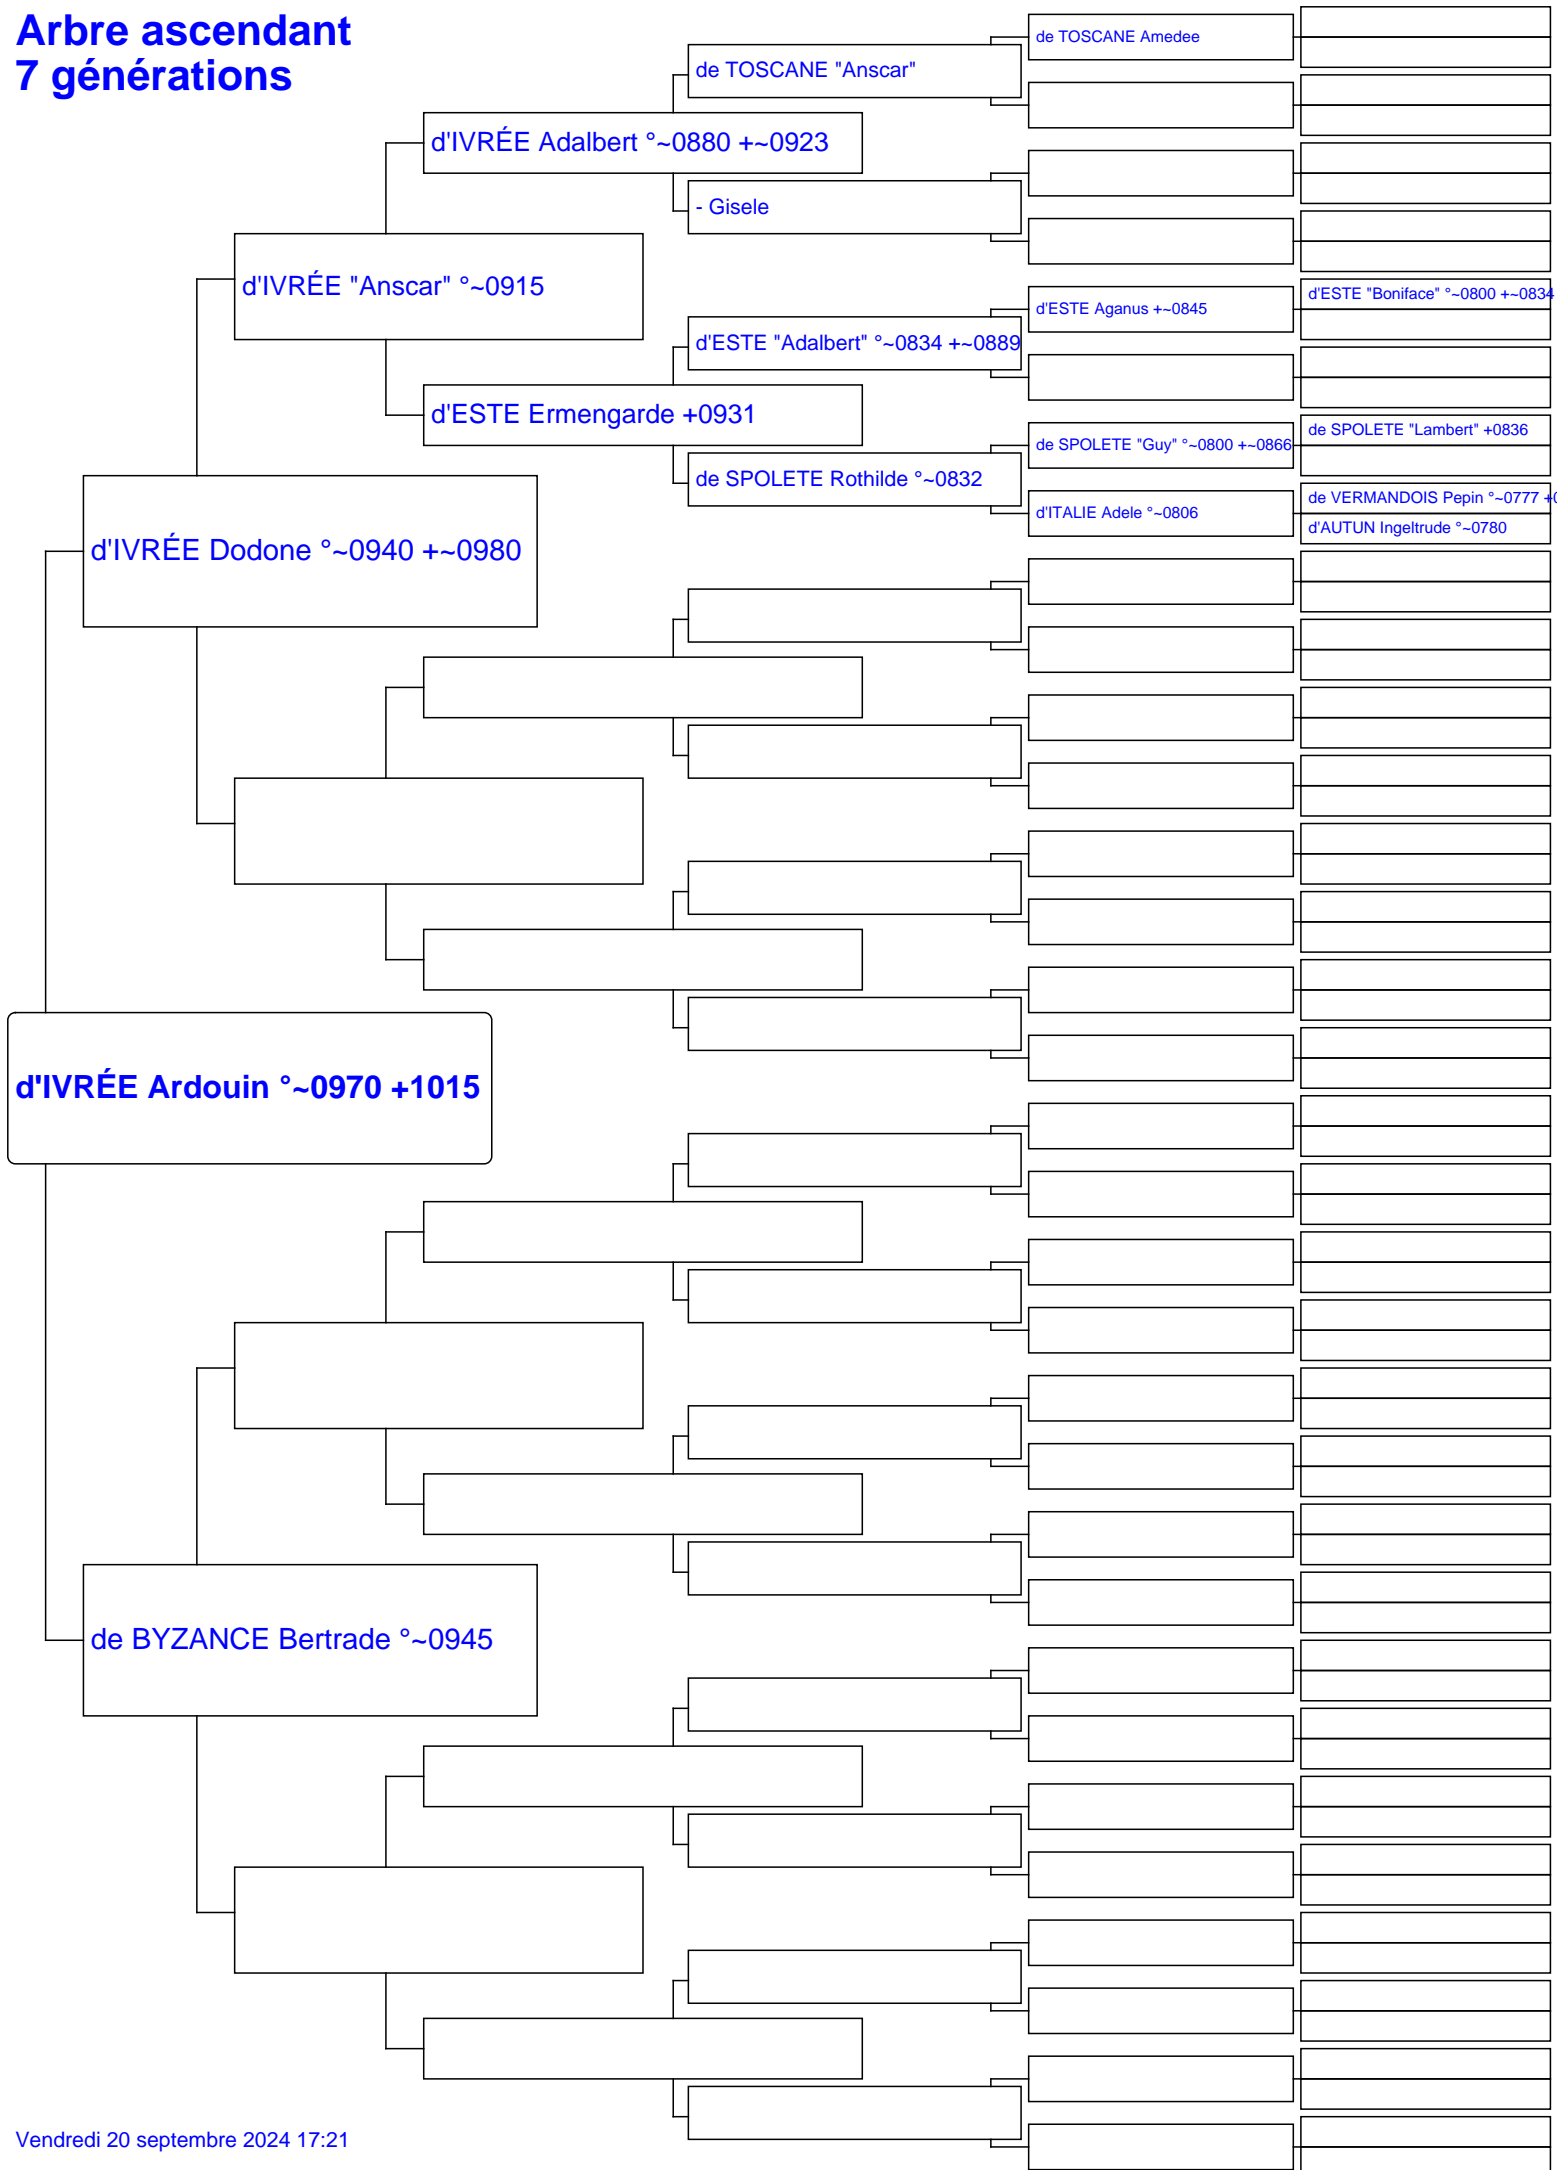 Arbre ascendant
7 générations
de TOSCANE Amedee
de TOSCANE "Anscar"
d'IVRÉE Adalbert °~0880 +~0923
- Gisele
d'IVRÉE "Anscar" °~0915
d'ESTE "Boniface" °~0800 +~0834
d'ESTE Aganus +~0845
d'ESTE "Adalbert" °~0834 +~0889
d'ESTE Ermengarde +0931
de SPOLETE "Lambert" +0836
de SPOLETE "Guy" °~0800 +~0866
de SPOLETE Rothilde °~0832
de VERMANDOIS Pepin °~0777
d'ITALIE Adele °~0806
d'AUTUN Ingeltrude °~0780
d'IVRÉE Dodone °~0940 +~0980
d'IVRÉE Ardouin °~0970 +1015
de BYZANCE Bertrade °~0945
Vendredi 20 septembre 2024 17:21